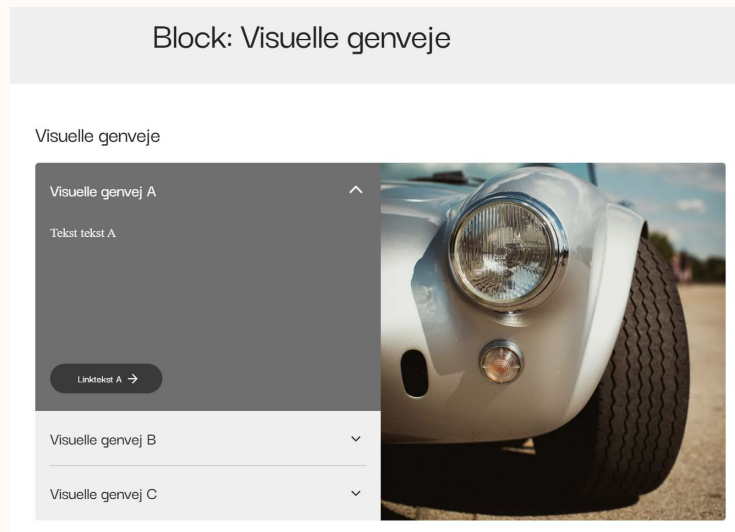 Block: Visuelle genveje
Visuelle genveje
Visuelle genvej A
Tekst tekst A
Linktekst A
Visuelle genvej B
Visuelle genvej C